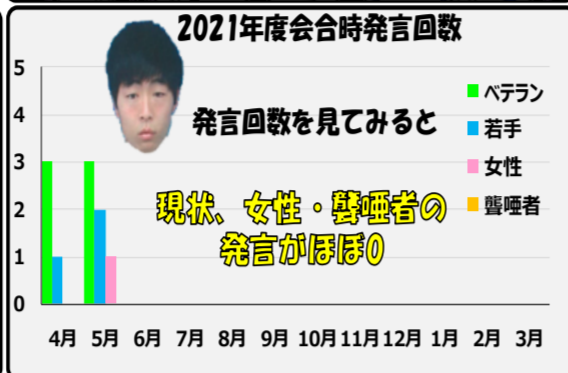 2021年度会合時発言回数
発言回数を見てみると
現状、女性・聾唖者の
発言がほぼ0
ベテラン
若手
女性
聾唖者
5
4
3
2
1
0
4月 5月 6月 7月 8月 9月 10月 11月 12月 1月 2月 3月